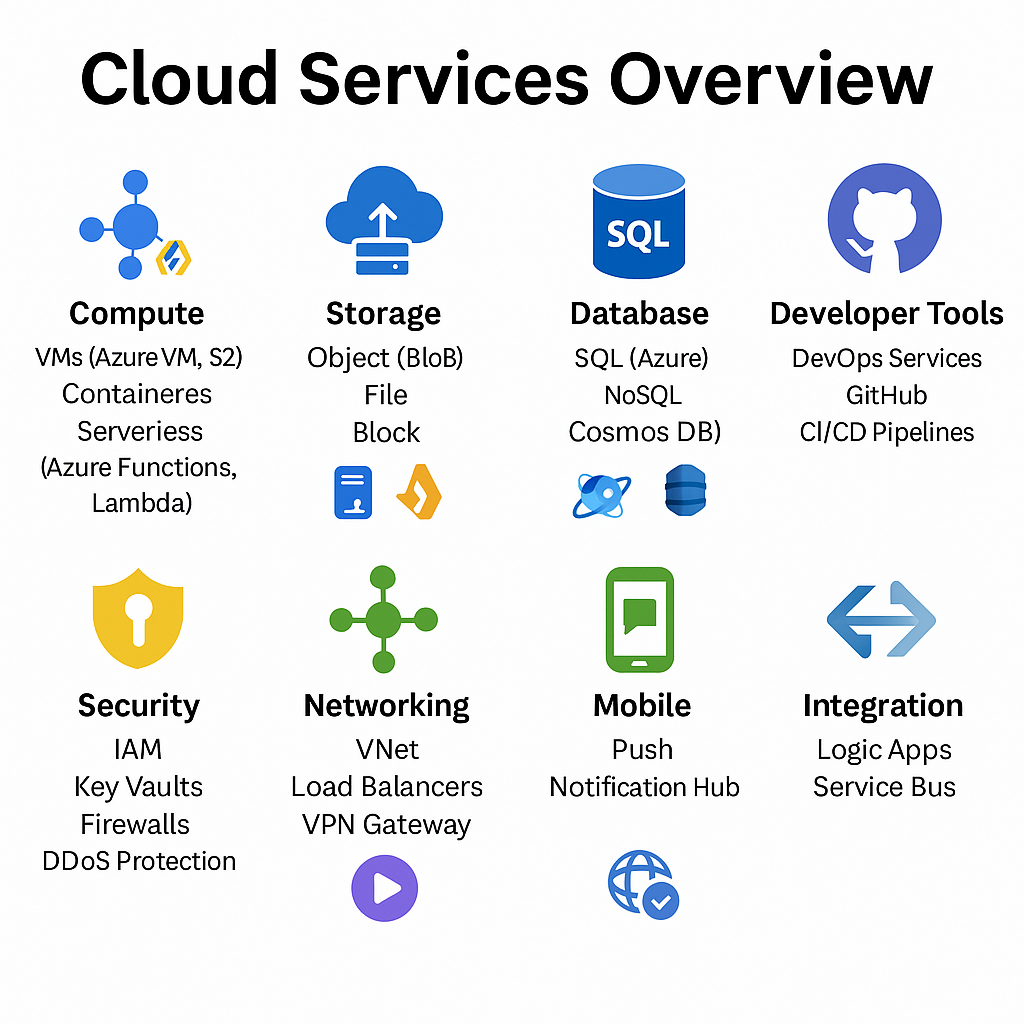 Cloud Services Overview
Compute
VMs (Azure VM, S2)
Containeres
Serveriess
(Azure Functions,
Lambda)
Storage
Object (BloB)
File
Block
SQL
Database
SQL (Azure)
NoSQL
Cosmos DB)
Developer Tools
DevOps Services
GitHub
CI/CD Pipelines
Security
IAM
Key Vaults
Firewalls
DDoS Protection
Networking
VNet
Load Balancers
VPN Gateway
Mobile
Push
Notification Hub
Integration
Logic Apps
Service Bus